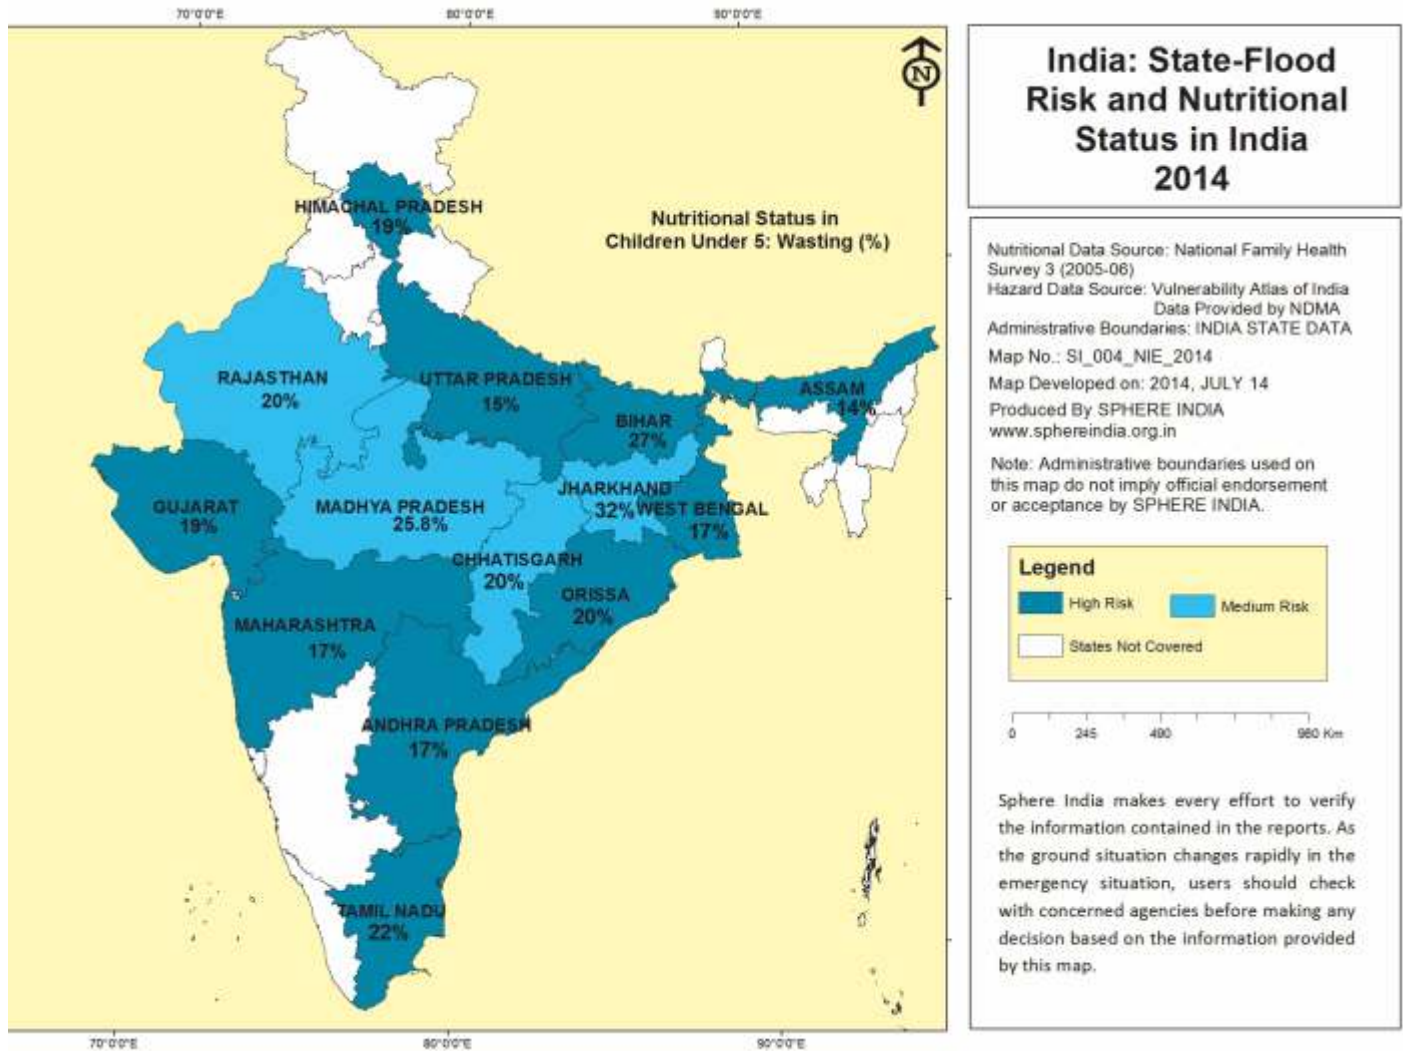 70°0'0"E 80°0'0"E 90°0'0"E
N
HIMACHAL PRADESH
19%
Nutritional Status in
Children Under 5: Wasting (%)
RAJASTHAN
20%
UTTAR PRADESH
15%
ASSAM
14%
BIHAR
27%
GUJARAT
19%
MADHYA PRADESH
25.8%
JHARKHAND
32%
WEST BENGAL
17%
CHHATISGARH
20%
ORISSA
20%
MAHARASHTRA
17%
ANDHRA PRADESH
17%
TAMIL NADU
22%
70°0'0"E 80°0'0"E 90°0'0"E
India: State-Flood
Risk and Nutritional
Status in India
2014
Nutritional Data Source: National Family Health
Survey 3 (2005-06)
Hazard Data Source: Vulnerability Atlas of India
Data Provided by NDMA
Administrative Boundaries: INDIA STATE DATA
Map No.: SI_004_NIE_2014
Map Developed on: 2014, JULY 14
Produced By SPHERE INDIA
www.sphereindia.org.in
Note: Administrative boundaries used on
this map do not imply official endorsement
or acceptance by SPHERE INDIA.
Legend
High Risk Medium Risk
States Not Covered
0 245 490 980 Km
Sphere India makes every effort to verify
the information contained in the reports. As
the ground situation changes rapidly in the
emergency situation, users should check
with concerned agencies before making any
decision based on the information provided
by this map.